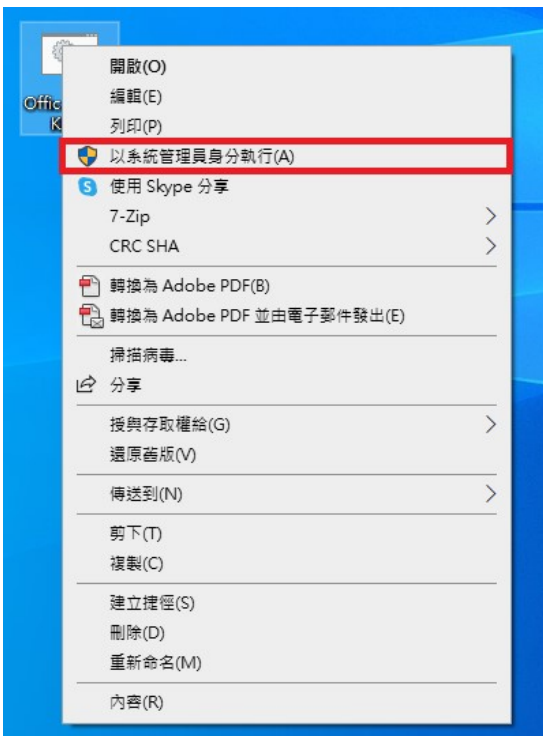 Offic
K
開啟(O)
編輯(E)
列印(P)
以系統管理員身分執行(A)
使用 Skype 分享
7-Zip
CRC SHA
轉換為 Adobe PDF(B)
轉換為 Adobe PDF 並由電子郵件發出(E)
掃描病毒...
分享
授與存取權給(G)
還原舊版(V)
傳送到(N)
剪下(T)
複製(C)
建立捷徑(S)
刪除(D)
重新命名(M)
內容(R)